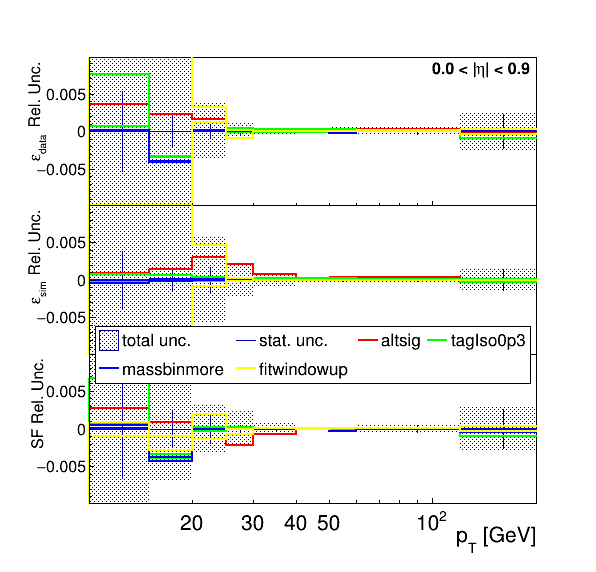 0.0 < |η| < 0.9
ε_data Rel. Unc.
0.005
0
−0.005
ε_sim Rel. Unc.
0.005
0
−0.005
total unc. stat. unc. altsig tagIso0p3
massbinmore fitwindowup
SF Rel. Unc.
0.005
0
−0.005
20 30 40 50 10²
p_T [GeV]